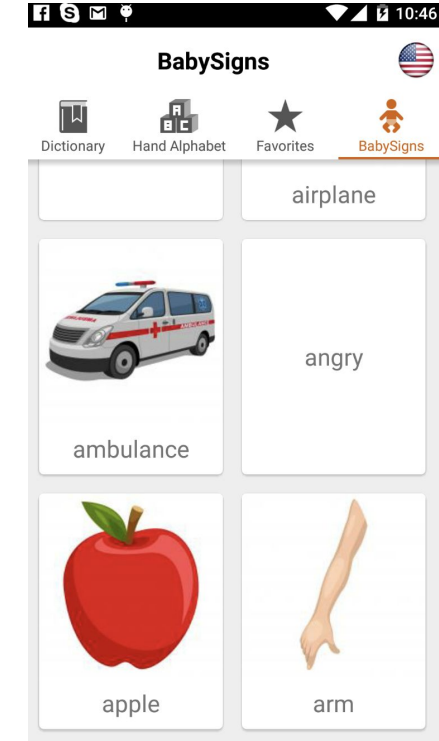 10:46
BabySigns
Dictionary
Hand Alphabet
Favorites
BabySigns
airplane
ambulance
angry
apple
arm